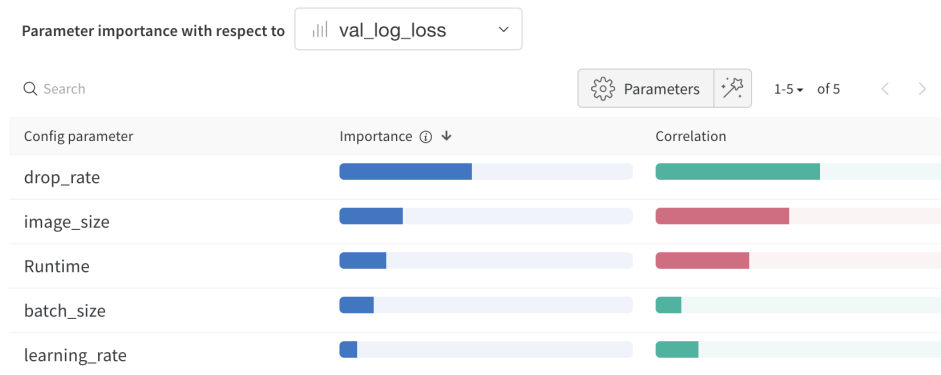 Parameter importance with respect to val_log_loss
Search Parameters 1-5 of 5
Config parameter Importance Correlation
drop_rate
image_size
Runtime
batch_size
learning_rate